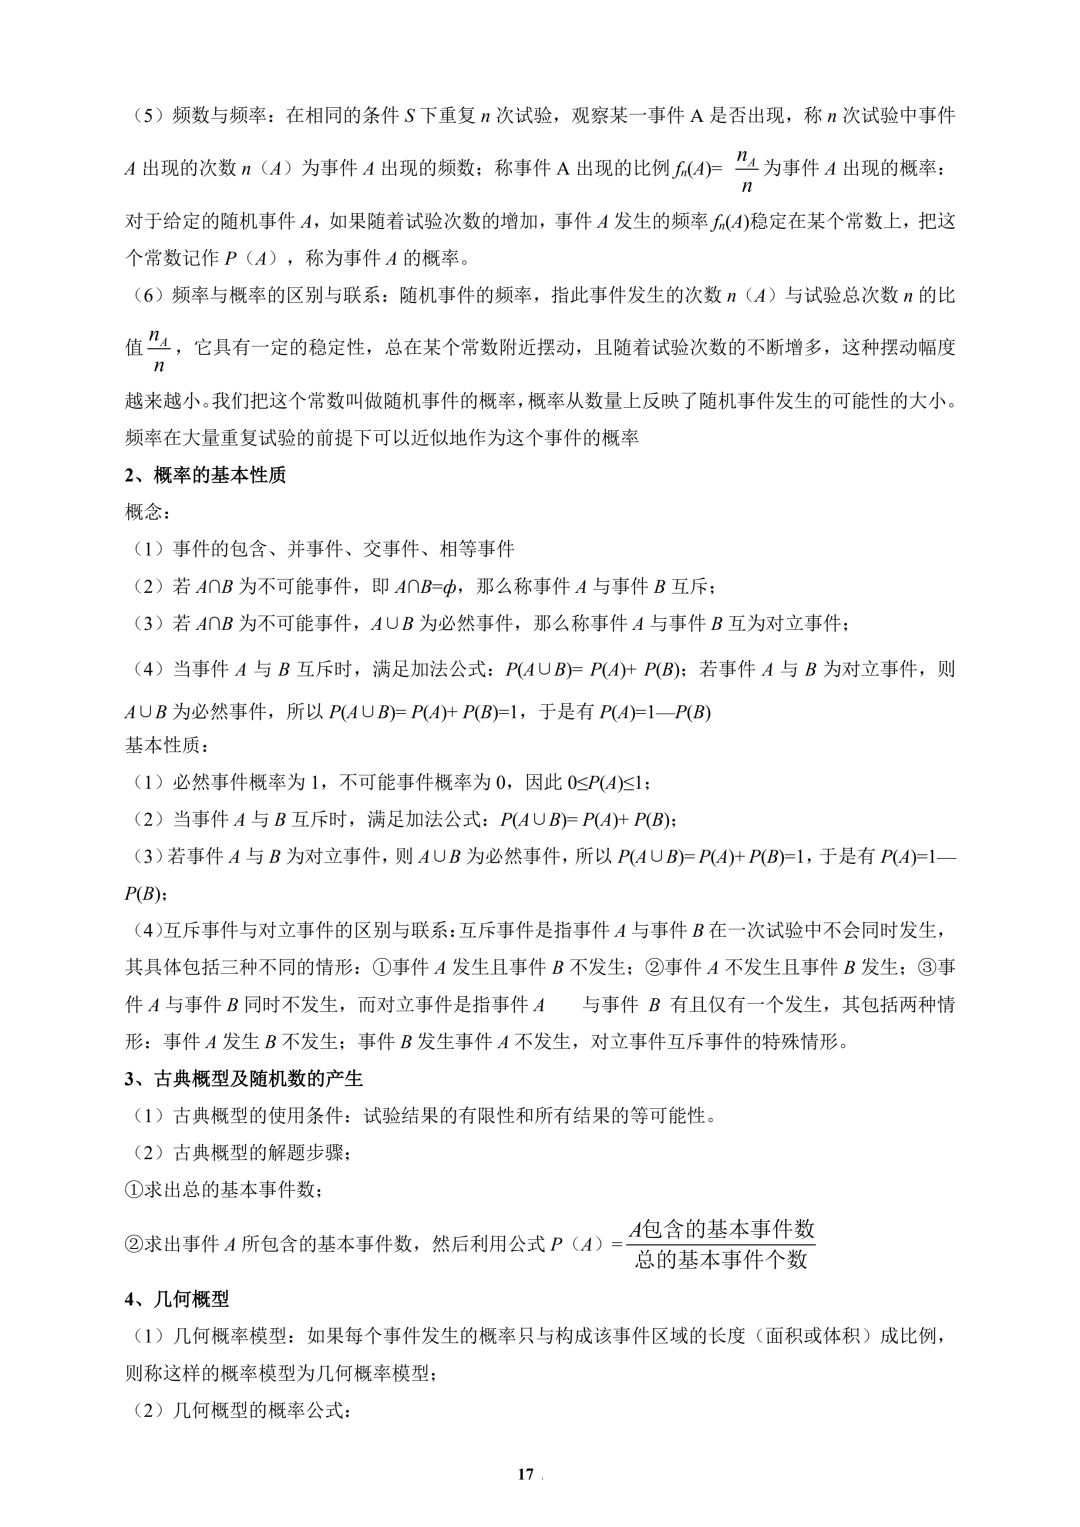 （5）频数与频率：在相同的条件 S 下重复 n 次试验，观察某一事件 A 是否出现，称 n 次试验中事件
A 出现的次数 n（A）为事件 A 出现的频数；称事件 A 出现的比例 fn(A)= nA/n 为事件 A 出现的概率：
对于给定的随机事件 A，如果随着试验次数的增加，事件 A 发生的频率 fn(A)稳定在某个常数上，把这
个常数记作 P（A），称为事件 A 的概率。
（6）频率与概率的区别与联系：随机事件的频率，指此事件发生的次数 n（A）与试验总次数 n 的比
值 nA/n，它具有一定的稳定性，总在某个常数附近摆动，且随着试验次数的不断增多，这种摆动幅度
越来越小。我们把这个常数叫做随机事件的概率，概率从数量上反映了随机事件发生的可能性的大小。
频率在大量重复试验的前提下可以近似地作为这个事件的概率
2、概率的基本性质
概念：
（1）事件的包含、并事件、交事件、相等事件
（2）若 A∩B 为不可能事件，即 A∩B=ф，那么称事件 A 与事件 B 互斥；
（3）若 A∩B 为不可能事件，A∪B 为必然事件，那么称事件 A 与事件 B 互为对立事件；
（4）当事件 A 与 B 互斥时，满足加法公式：P(A∪B)= P(A)+ P(B)；若事件 A 与 B 为对立事件，则
A∪B 为必然事件，所以 P(A∪B)= P(A)+ P(B)=1，于是有 P(A)=1—P(B)
基本性质：
（1）必然事件概率为 1，不可能事件概率为 0，因此 0≤P(A)≤1；
（2）当事件 A 与 B 互斥时，满足加法公式：P(A∪B)= P(A)+ P(B)；
（3）若事件 A 与 B 为对立事件，则 A∪B 为必然事件，所以 P(A∪B)= P(A)+ P(B)=1，于是有 P(A)=1—
P(B)；
（4）互斥事件与对立事件的区别与联系：互斥事件是指事件 A 与事件 B 在一次试验中不会同时发生，
其具体包括三种不同的情形：①事件 A 发生且事件 B 不发生；②事件 A 不发生且事件 B 发生；③事
件 A 与事件 B 同时不发生，而对立事件是指事件 A 与事件 B 有且仅有一个发生，其包括两种情
形：事件 A 发生 B 不发生；事件 B 发生事件 A 不发生，对立事件互斥事件的特殊情形。
3、古典概型及随机数的产生
（1）古典概型的使用条件：试验结果的有限性和所有结果的等可能性。
（2）古典概型的解题步骤；
①求出总的基本事件数；
②求出事件 A 所包含的基本事件数，然后利用公式 P（A）= A包含的基本事件数/总的基本事件个数
4、几何概型
（1）几何概率模型：如果每个事件发生的概率只与构成该事件区域的长度（面积或体积）成比例，
则称这样的概率模型为几何概率模型；
（2）几何概型的概率公式：
17 .